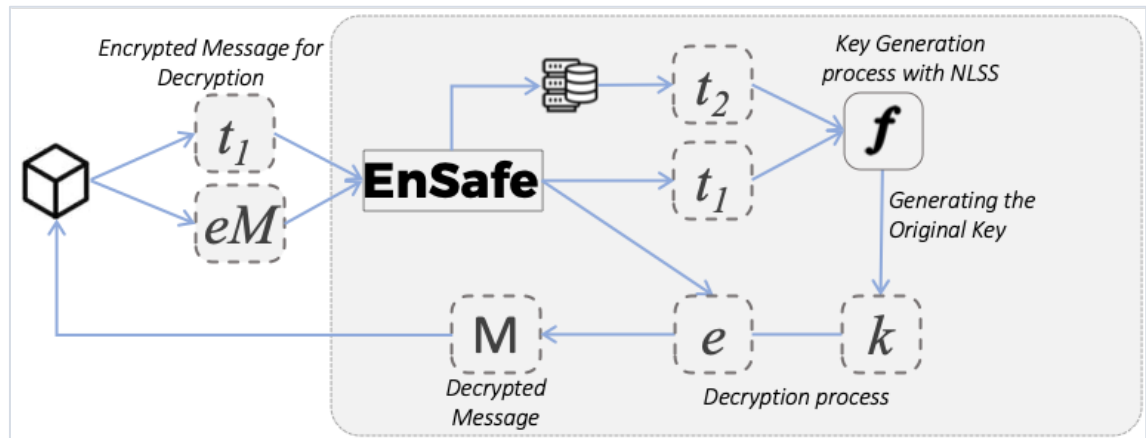 Encrypted Message for
Decryption
Key Generation
process with NLSS
t₂
f
t₁
EnSafe
t₁
eM
Generating the
Original Key
M
e
k
Decrypted
Message
Decryption process